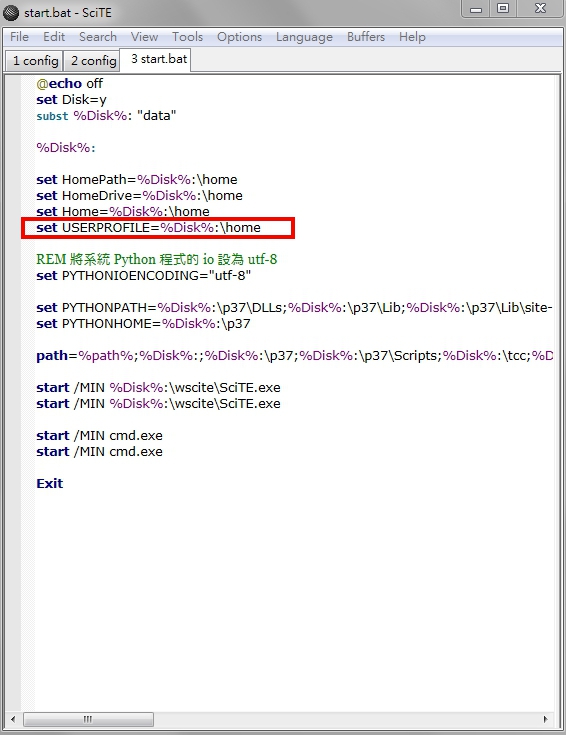 start.bat - SciTE
File Edit Search View Tools Options Language Buffers Help
1 config 2 config 3 start.bat
@echo off
set Disk=y
subst %Disk%: "data"
%Disk%:
set HomePath=%Disk%:\home
set HomeDrive=%Disk%:\home
set Home=%Disk%:\home
set USERPROFILE=%Disk%:\home
REM 將系統 Python 程式的 io 設為 utf-8
set PYTHONIOENCODING="utf-8"
set PYTHONPATH=%Disk%:\p37\DLLs;%Disk%:\p37\Lib;%Disk%:\p37\Lib\site-
set PYTHONHOME=%Disk%:\p37
path=%path%;%Disk%:;%Disk%:\p37;%Disk%:\p37\Scripts;%Disk%:\tcc;%D
start /MIN %Disk%:\wscite\SciTE.exe
start /MIN %Disk%:\wscite\SciTE.exe
start /MIN cmd.exe
start /MIN cmd.exe
Exit